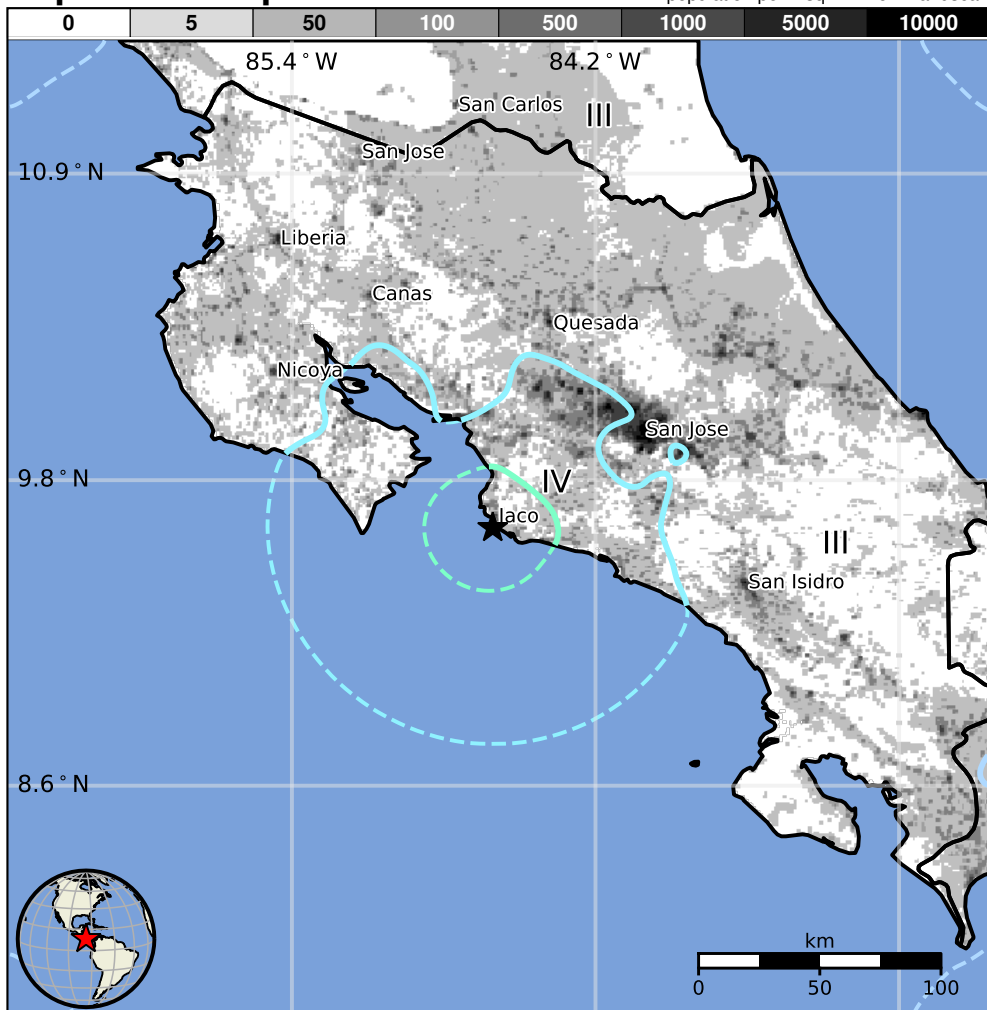 0 5 50 100 500 1000 5000 10000
85.4°W 84.2°W
San Carlos
III
San Jose
10.9°N
Liberia
Canas
Quesada
Nicoya
San Jose
9.8°N
IV
Jaco
III
San Isidro
8.6°N
km
0 50 100